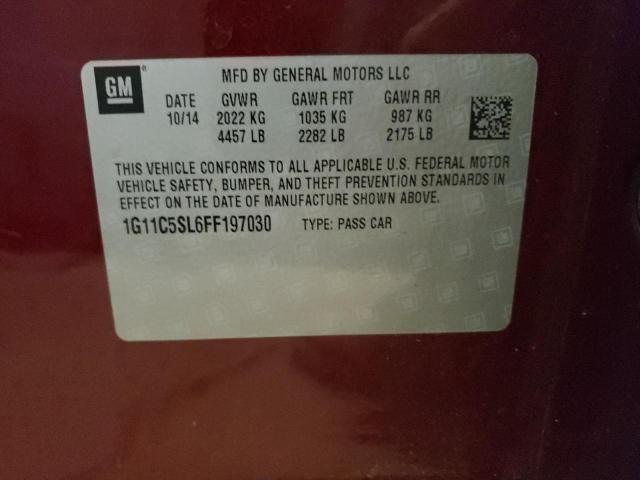 GM ®
MFD BY GENERAL MOTORS LLC
DATE GVWR GAWR FRT GAWR RR
10/14 2022 KG 1035 KG 987 KG
4457 LB 2282 LB 2175 LB
THIS VEHICLE CONFORMS TO ALL APPLICABLE U.S. FEDERAL MOTOR
VEHICLE SAFETY, BUMPER, AND THEFT PREVENTION STANDARDS IN
EFFECT ON THE DATE OF MANUFACTURE SHOWN ABOVE.
1G11C5SL6FF197030 TYPE: PASS CAR